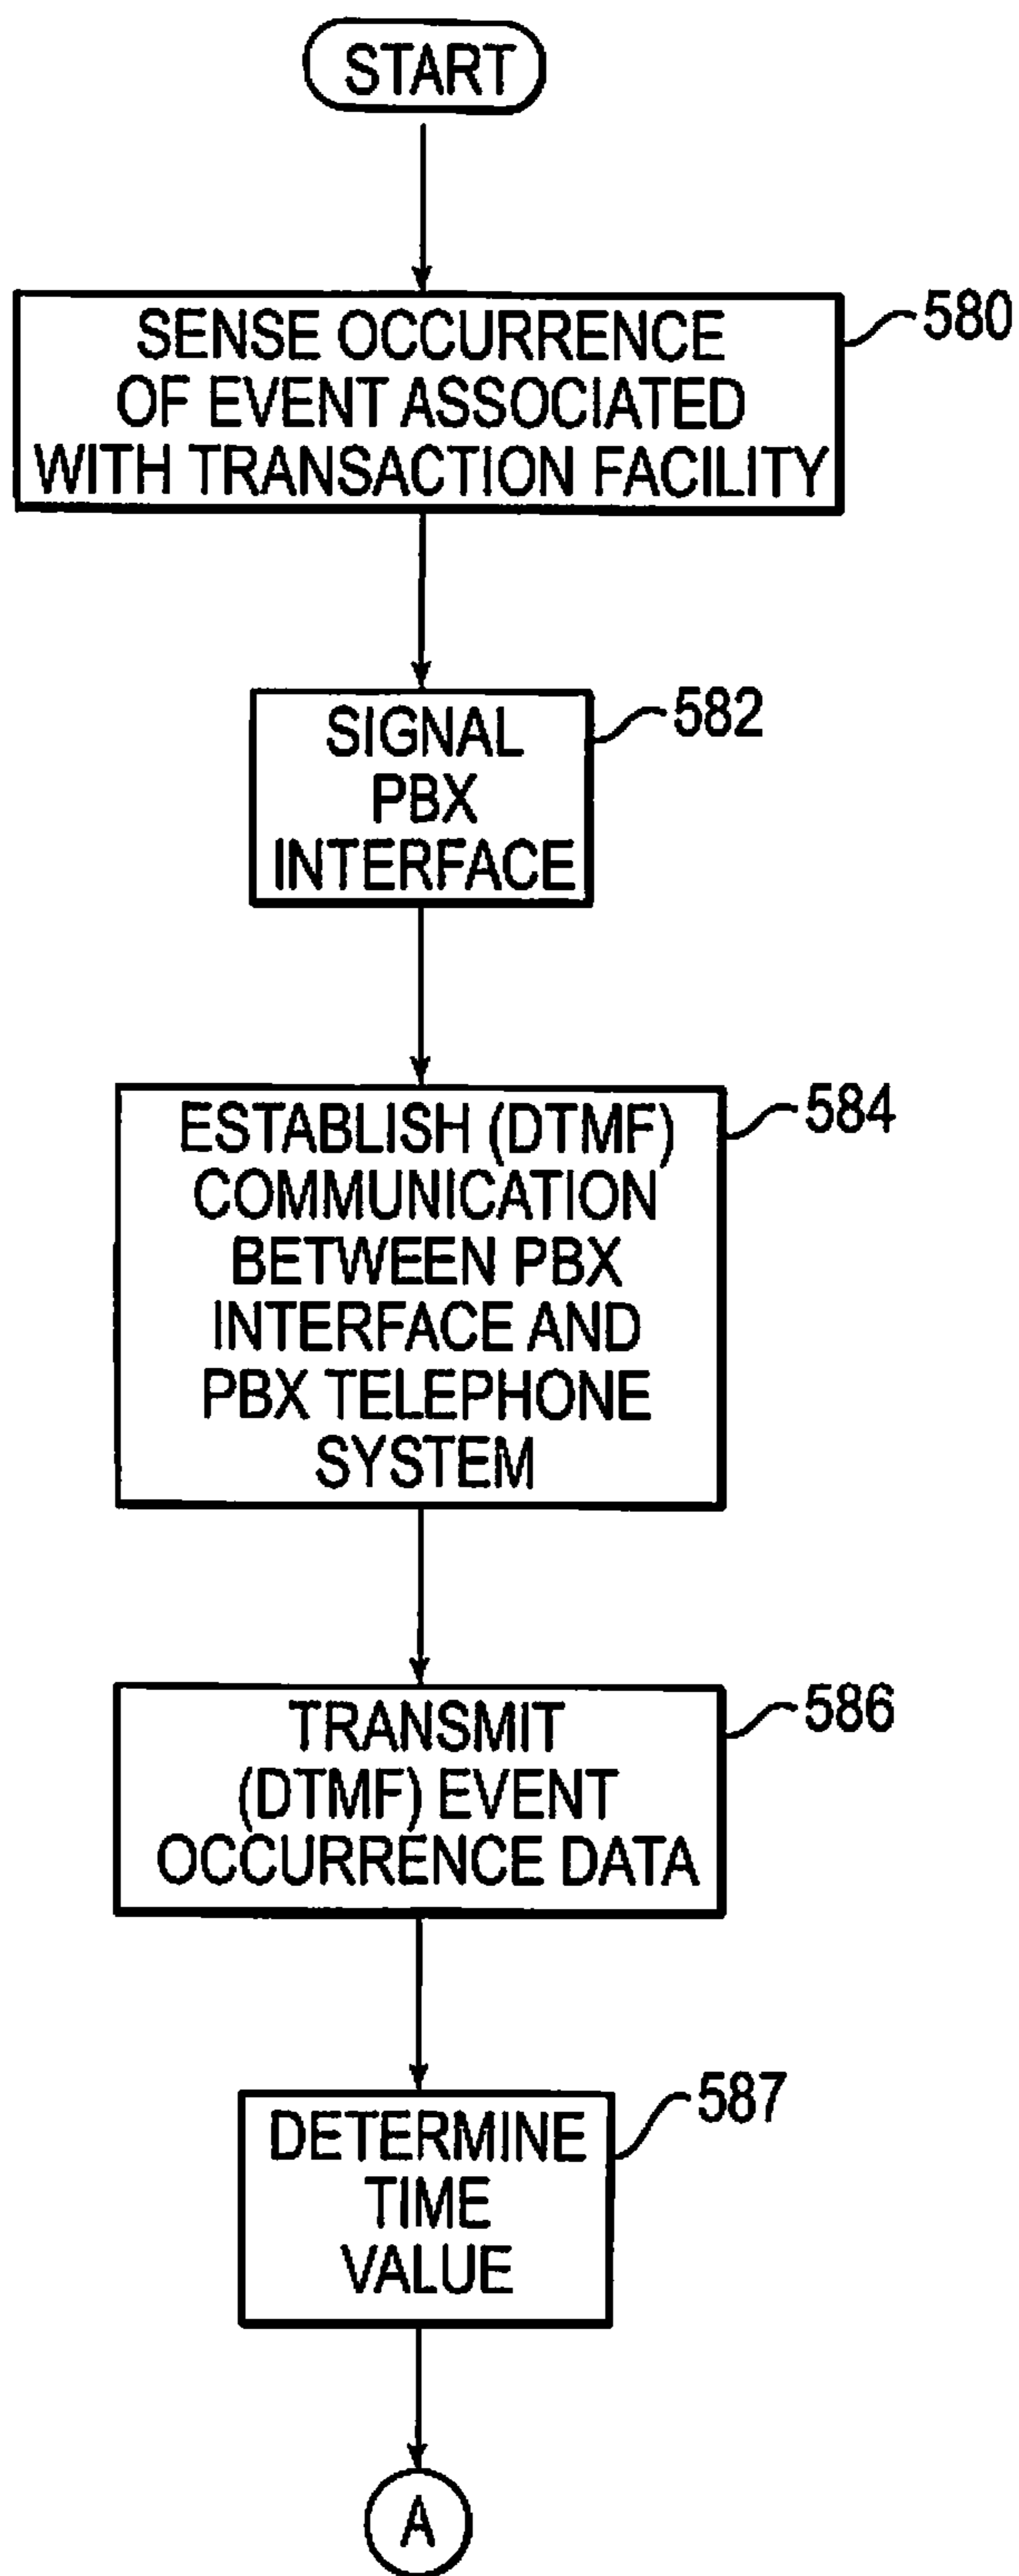 START
SENSE OCCURRENCE
OF EVENT ASSOCIATED
WITH TRANSACTION FACILITY
580
SIGNAL
PBX
INTERFACE
582
ESTABLISH (DTMF)
COMMUNICATION
BETWEEN PBX
INTERFACE AND
PBX TELEPHONE
SYSTEM
584
TRANSMIT
(DTMF) EVENT
OCCURRENCE DATA
586
DETERMINE
TIME
VALUE
587
A